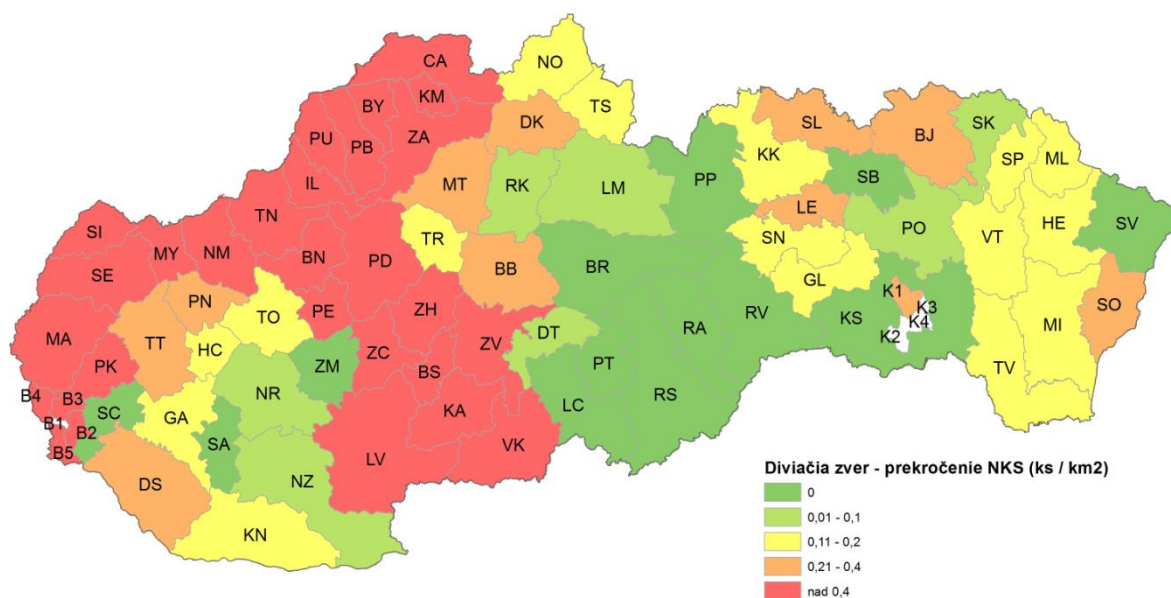 CA
NO
BY
KM
TS
PU
PB
ZA
DK
SL
BJ
SK
SP
ML
KK
IL
MT
RK
LM
PP
SB
HE
SV
TN
LE
PO
SI
MY
NM
TR
SN
VT
SE
BN
PD
BB
BR
GL
PN
PE
ZH
K1
SO
TO
K3
MA
TT
HC
ZM
ZC
DT
ZV
RA
RV
KS
K4
K2
MI
PK
BS
PT
TV
B4
B3
SC
GA
NR
KA
LC
RS
B1
B2
SA
VK
B5
LV
DS
NZ
KN
Diviačia zver - prekročenie NKS (ks / km2)
0
0,01 - 0,1
0,11 - 0,2
0,21 - 0,4
nad 0,4